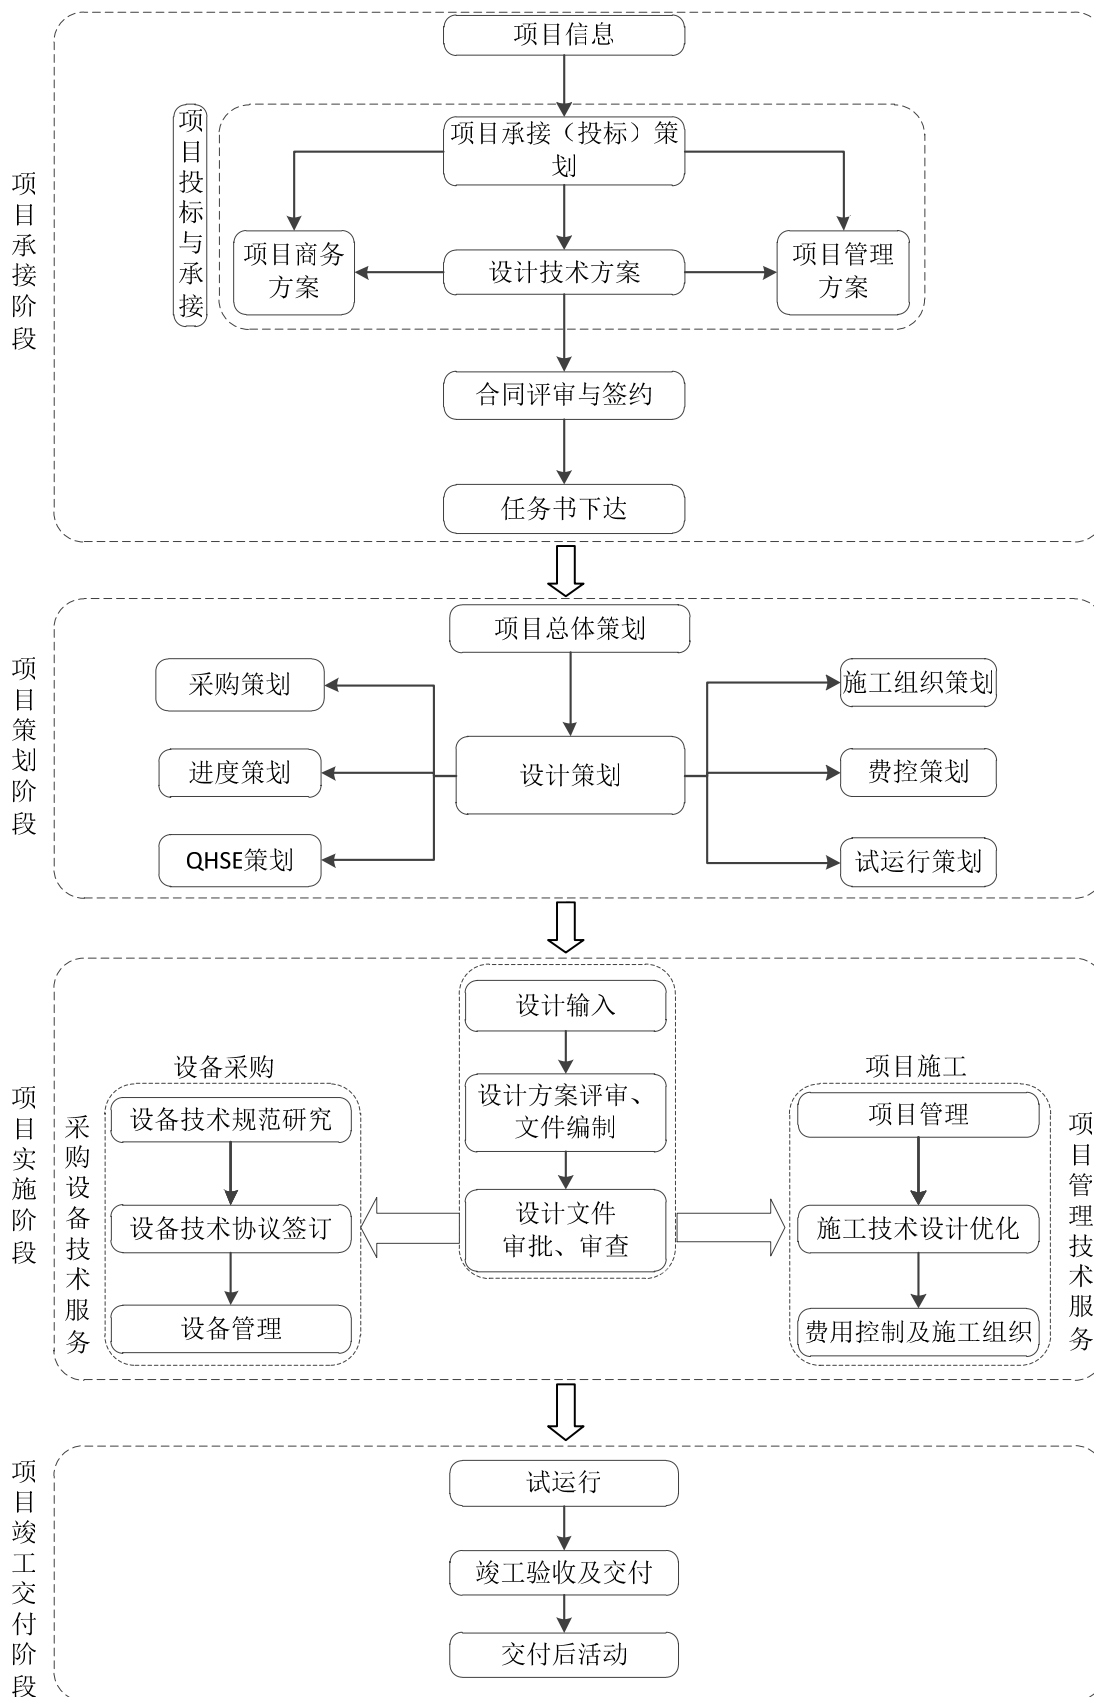 项目承接阶段
项目信息
项目投标与承接
项目承接（投标）策
划
项目商务
方案
设计技术方案
项目管理
方案
合同评审与签约
任务书下达
项目策划阶段
项目总体策划
采购策划
施工组织策划
进度策划
设计策划
费控策划
QHSE策划
试运行策划
项目实施阶段
设计输入
设计方案评审、
文件编制
设计文件
审批、审查
采购设备技术服务
设备采购
设备技术规范研究
设备技术协议签订
设备管理
项目施工
项目管理
施工技术设计优化
费用控制及施工组织
项目管理技术服务
项目竣工交付阶段
试运行
竣工验收及交付
交付后活动